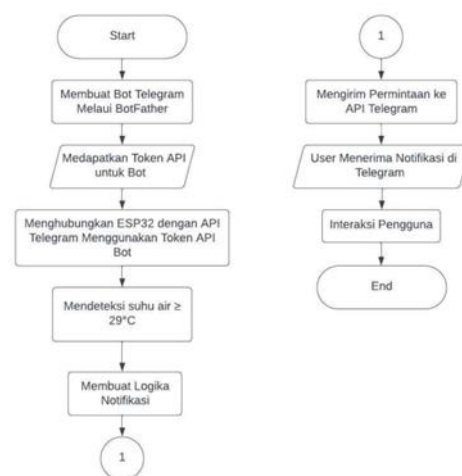 Start
Membuat Bot Telegram
Melaui BotFather
Medapatkan Token API
untuk Bot
Menghubungkan ESP32 dengan API
Telegram Menggunakan Token API
Bot
Mendeteksi suhu air ≥
29°C
Membuat Logika
Notifikasi
1
1
Mengirim Permintaan ke
API Telegram
User Menerima Notifikasi di
Telegram
Interaksi Pengguna
End